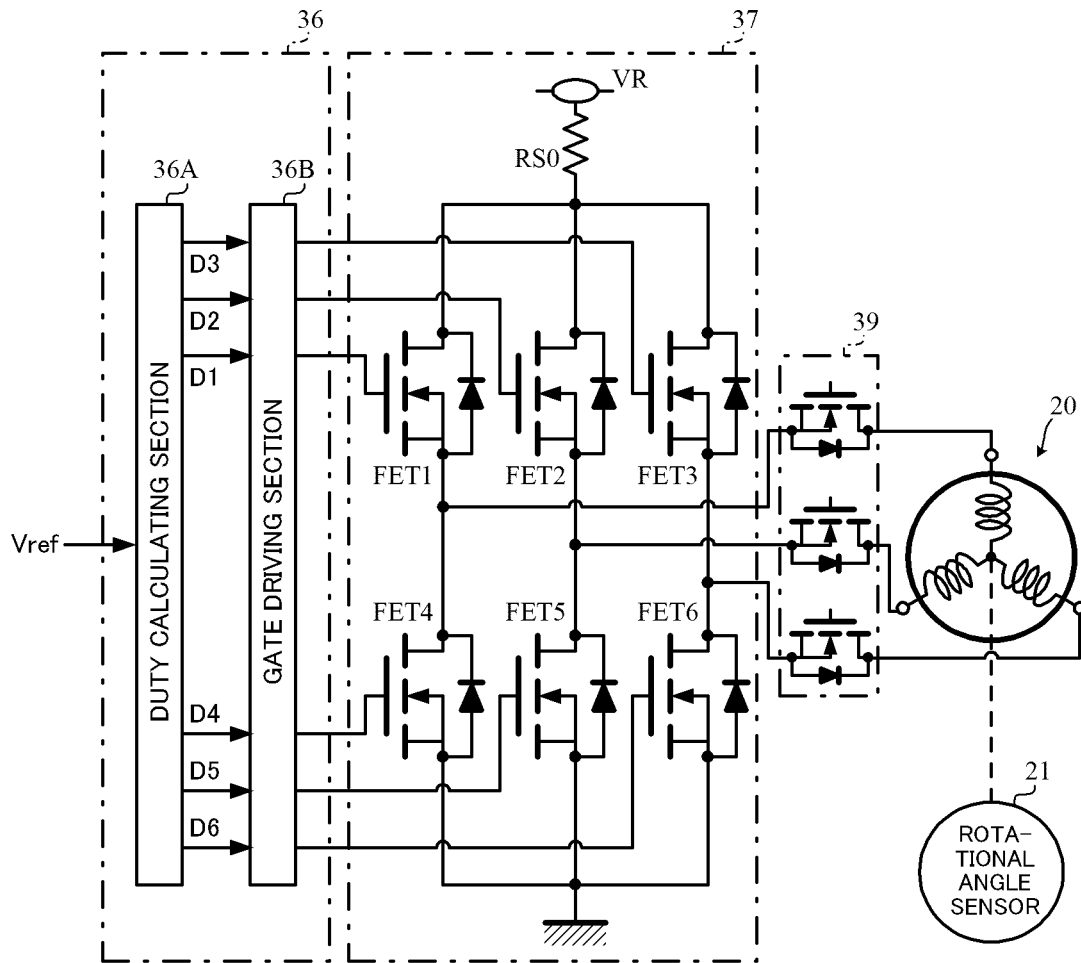 36
37
VR
RS0
36A
36B
D3
D2
D1
39
20
DUTY CALCULATING SECTION
GATE DRIVING SECTION
FET1
FET2
FET3
Vref
FET4
FET5
FET6
D4
D5
D6
21
ROTA-
TIONAL
ANGLE
SENSOR